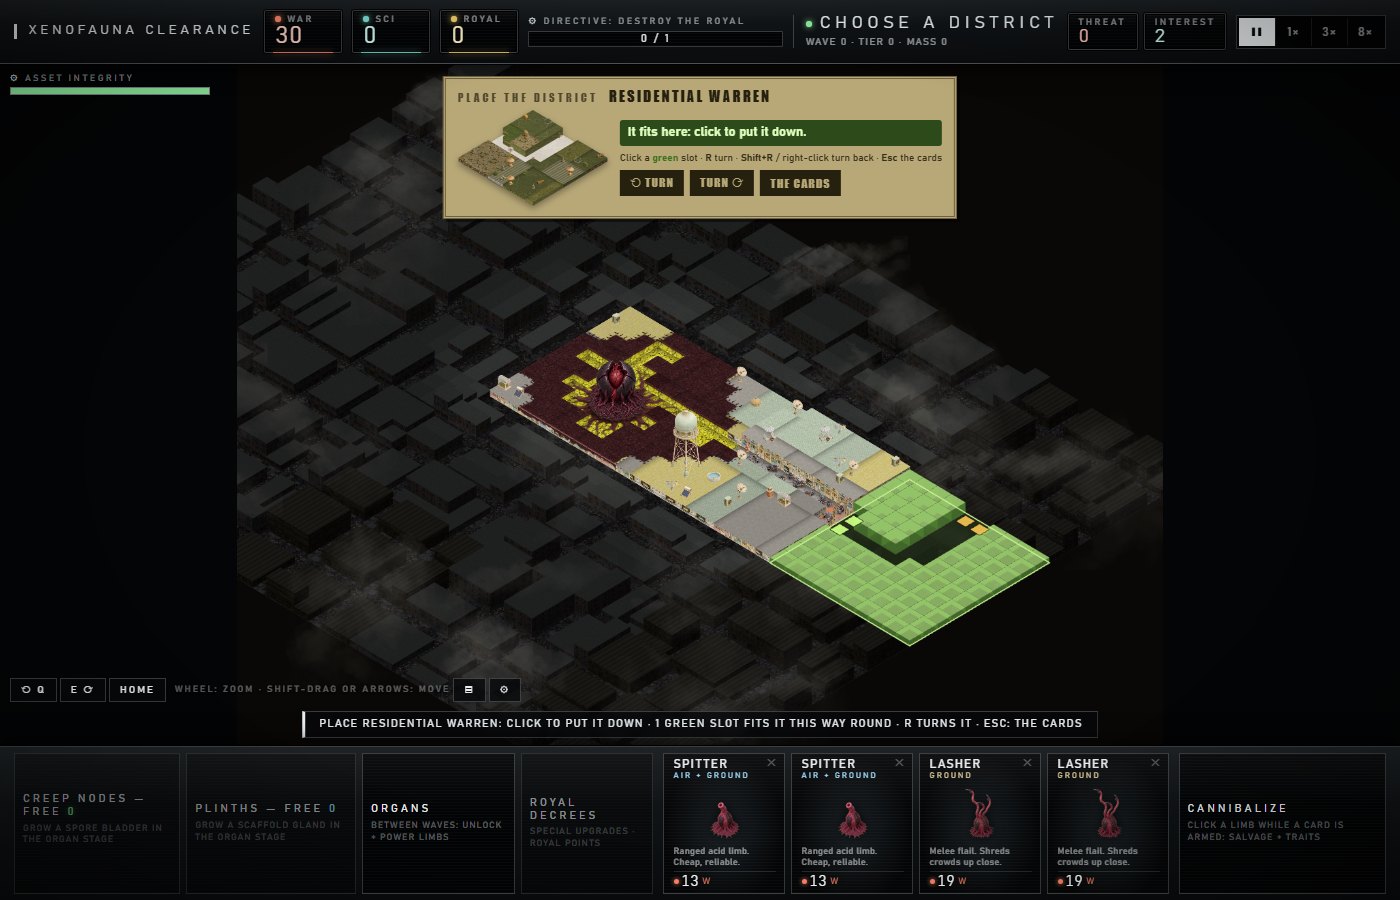 XENOFAUNA CLEARANCE
WAR
30
SCI
0
ROYAL
0
DIRECTIVE: DESTROY THE ROYAL
0 / 1
CHOOSE A DISTRICT
WAVE 0 · TIER 0 · MASS 0
THREAT
0
INTEREST
2
1×
3×
8×
ASSET INTEGRITY
PLACE THE DISTRICT RESIDENTIAL WARREN
It fits here: click to put it down.
Click a green slot · R turn · Shift+R / right-click turn back · Esc the cards
TURN
TURN
THE CARDS
Q
E
HOME
WHEEL: ZOOM · SHIFT-DRAG OR ARROWS: MOVE
PLACE RESIDENTIAL WARREN: CLICK TO PUT IT DOWN · 1 GREEN SLOT FITS IT THIS WAY ROUND · R TURNS IT · ESC: THE CARDS
CREEP NODES —
FREE 0
GROW A SPORE BLADDER IN
THE ORGAN STAGE
PLINTHS — FREE 0
GROW A SCAFFOLD GLAND IN
THE ORGAN STAGE
ORGANS
BETWEEN WAVES: UNLOCK
+ POWER LIMBS
ROYAL
DECREES
SPECIAL UPGRADES ·
ROYAL POINTS
SPITTER ×
AIR + GROUND
Ranged acid limb.
Cheap, reliable.
13 W
SPITTER ×
AIR + GROUND
Ranged acid limb.
Cheap, reliable.
13 W
LASHER ×
GROUND
Melee flail. Shreds
crowds up close.
19 W
LASHER ×
GROUND
Melee flail. Shreds
crowds up close.
19 W
CANNIBALIZE
CLICK A LIMB WHILE A CARD IS
ARMED: SALVAGE + TRAITS